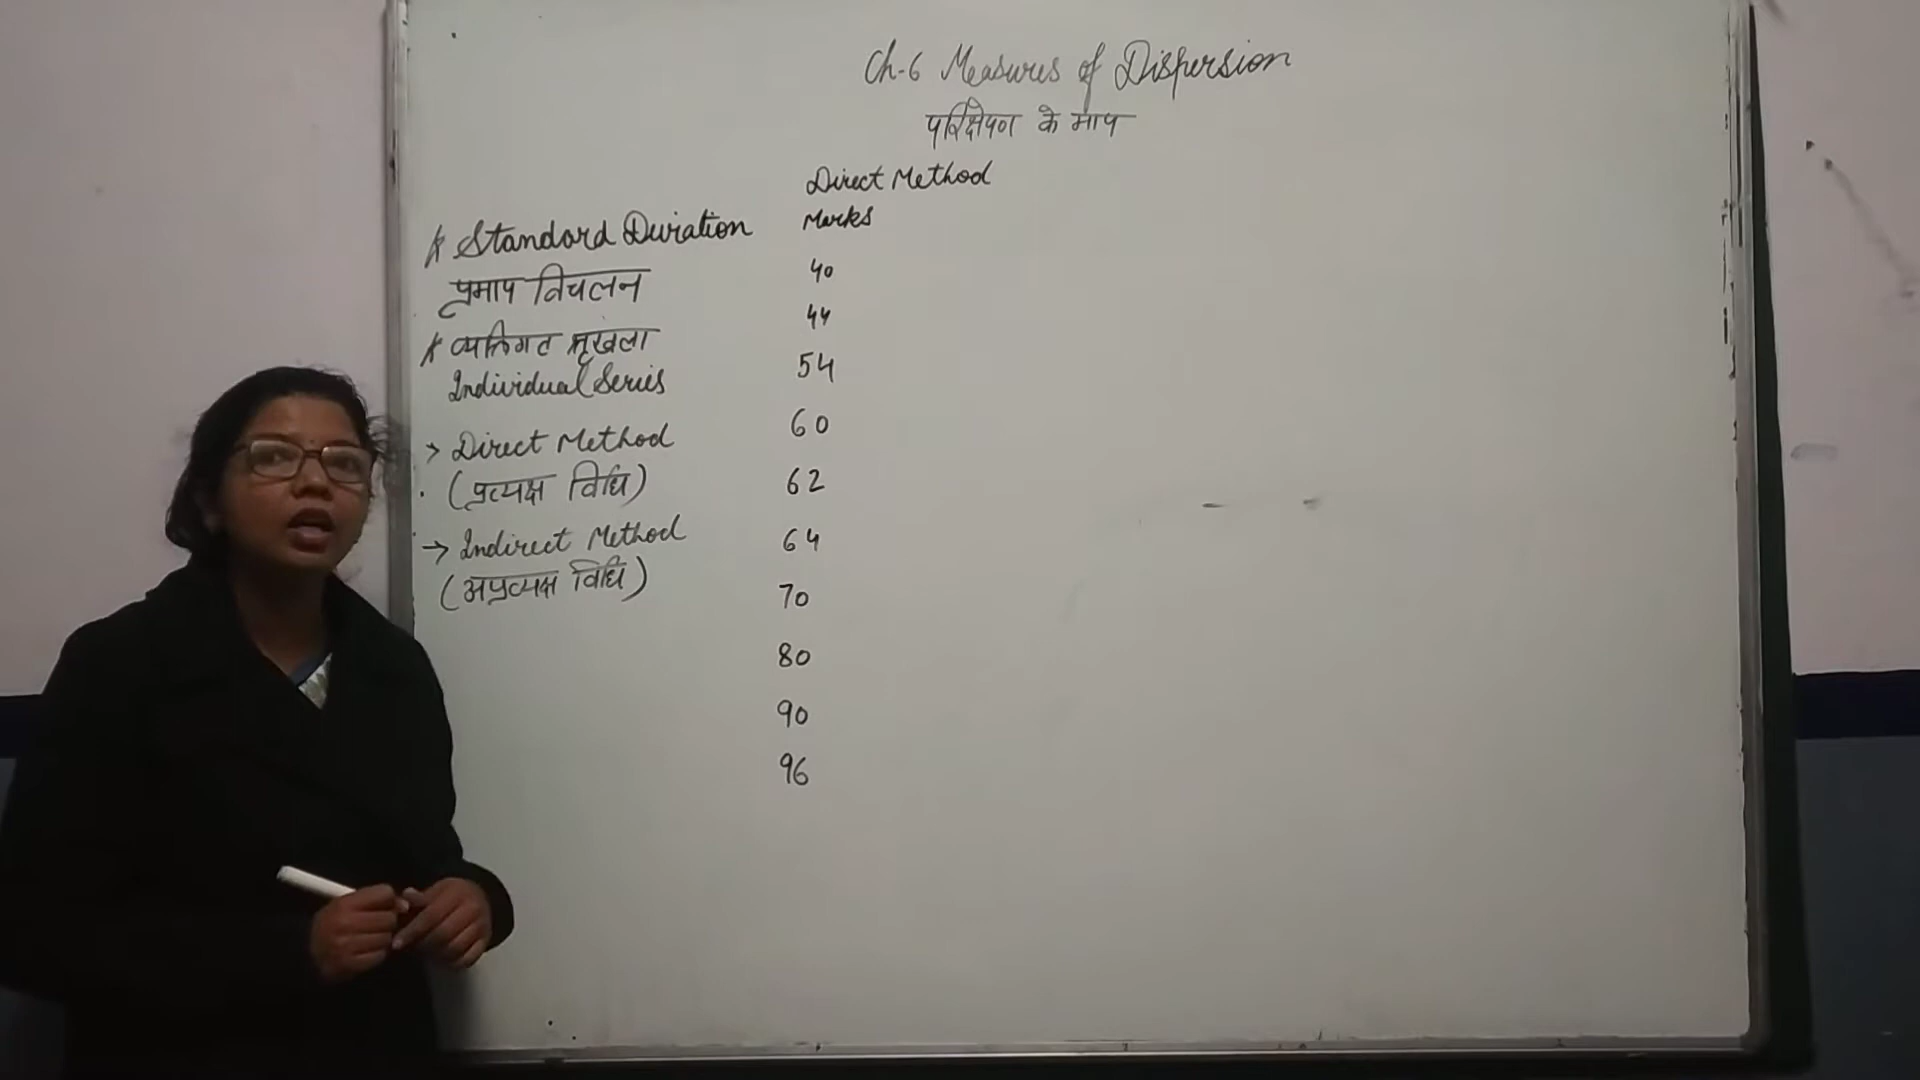 Ch-6 Measures of Dispersion
परिक्षेपण के माप
* Standard Deviation
प्रमाप विचलन
* व्यक्तिगत श्रृंखला
Individual Series
> Direct Method
(प्रत्यक्ष विधि)
→ Indirect Method
(अप्रत्यक्ष विधि)
Direct Method
Marks
40
44
54
60
62
64
70
80
90
96